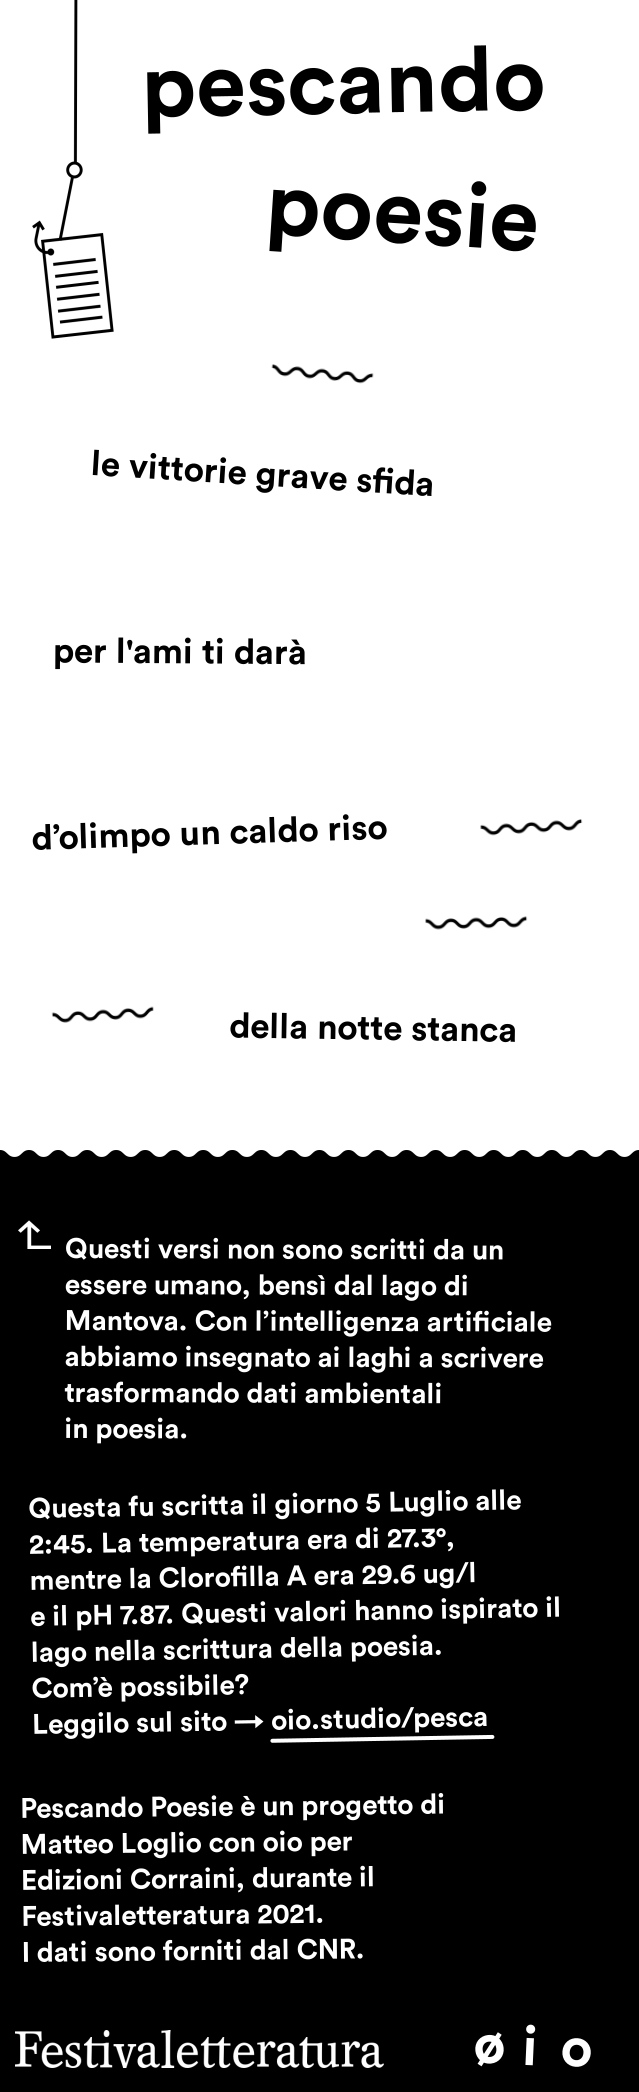 pescando
poesie
le vittorie grave sfida
per l'ami ti darà
d’olimpo un caldo riso
della notte stanca
Questi versi non sono scritti da un
essere umano, bensì dal lago di
Mantova. Con l’intelligenza artificiale
abbiamo insegnato ai laghi a scrivere
trasformando dati ambientali
in poesia.
Questa fu scritta il giorno 5 Luglio alle
2:45. La temperatura era di 27.3°,
mentre la Clorofilla A era 29.6 ug/l
e il pH 7.87. Questi valori hanno ispirato il
lago nella scrittura della poesia.
Com’è possibile?
Leggilo sul sito → oio.studio/pesca
Pescando Poesie è un progetto di
Matteo Loglio con oio per
Edizioni Corraini, durante il
Festivaletteratura 2021.
I dati sono forniti dal CNR.
Festivaletteratura
ø i o